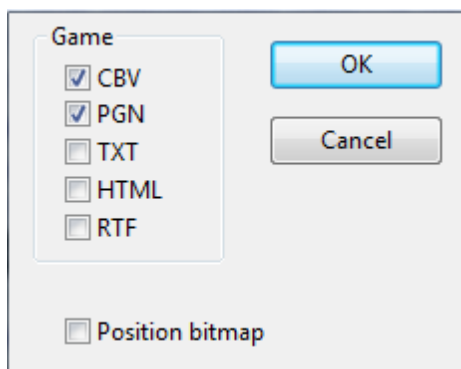 Game
CBV
PGN
TXT
HTML
RTF
OK
Cancel
Position bitmap